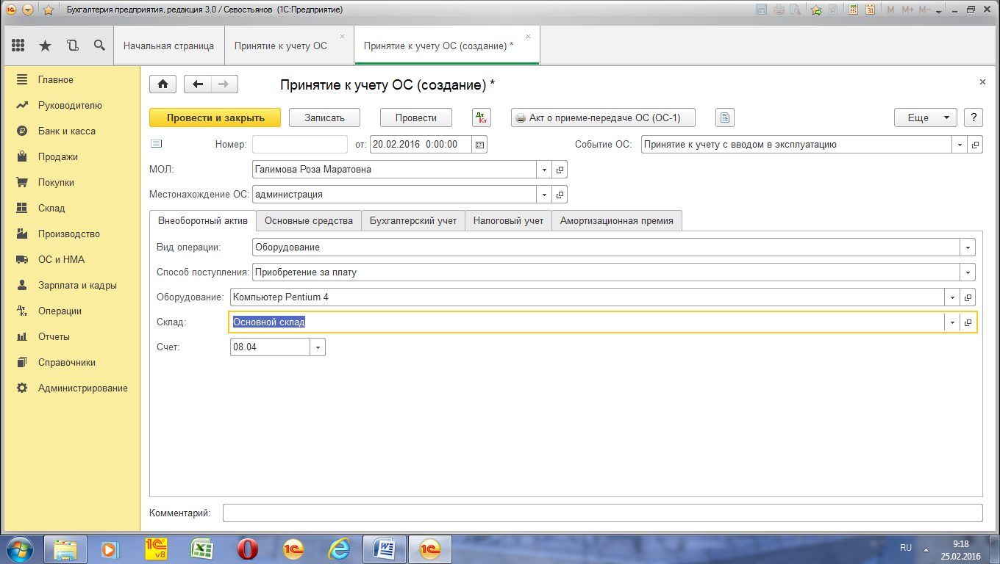 Бухгалтерия предприятия, редакция 3.0 / Севостьянов (1С:Предприятие)
M M+ M-
Начальная страница
Принятие к учету ОС
Принятие к учету ОС (создание) *
Главное
Руководителю
Банк и касса
Продажи
Покупки
Склад
Производство
ОС и НМА
Зарплата и кадры
Операции
Отчеты
Справочники
Администрирование
Принятие к учету ОС (создание) *
Провести и закрыть
Записать
Провести
Дт Кт
Акт о приеме-передаче ОС (ОС-1)
Еще
?
Номер:
от: 20.02.2016 0:00:00
Событие ОС: Принятие к учету с вводом в эксплуатацию
МОЛ: Галимова Роза Маратовна
Местонахождение ОС: администрация
Внеоборотный актив
Основные средства
Бухгалтерский учет
Налоговый учет
Амортизационная премия
Вид операции: Оборудование
Способ поступления: Приобретение за плату
Оборудование: Компьютер Pentium 4
Склад: Основной склад
Счет: 08.04
Комментарий:
RU
9:18
25.02.2016